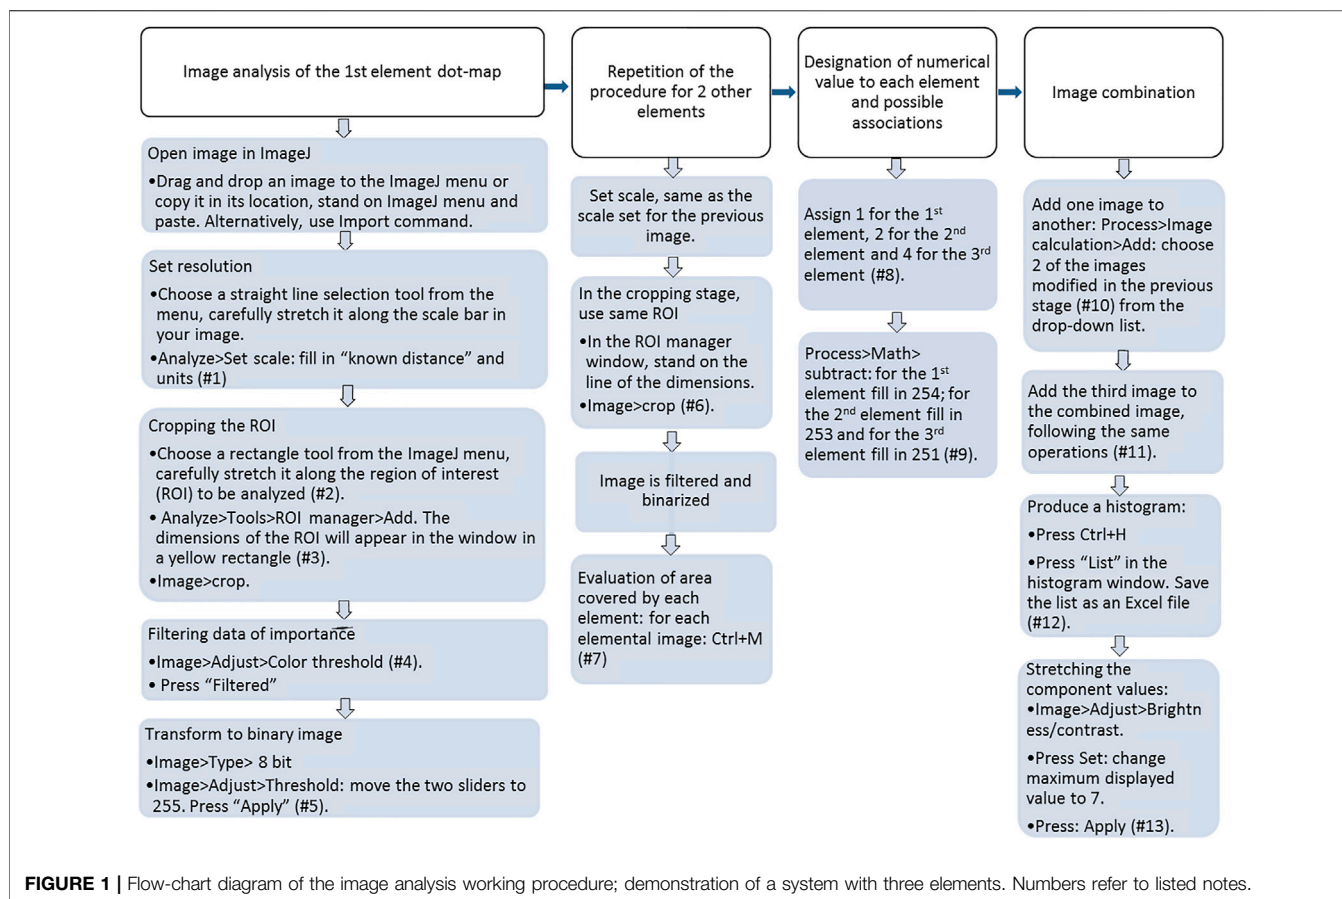 Image analysis of the 1st element dot-map
Open image in ImageJ
•Drag and drop an image to the ImageJ menu or
copy it in its location, stand on ImageJ menu and
paste. Alternatively, use Import command.
Set resolution
•Choose a straight line selection tool from the
menu, carefully stretch it along the scale bar in
your image.
•Analyze>Set scale: fill in “known distance” and
units (#1)
Cropping the ROI
•Choose a rectangle tool from the ImageJ menu,
carefully stretch it along the region of interest
(ROI) to be analyzed (#2).
• Analyze>Tools>ROI manager>Add. The
dimensions of the ROI will appear in the window in
a yellow rectangle (#3).
•Image>crop.
Filtering data of importance
•Image>Adjust>Color threshold (#4).
• Press “Filtered”
Transform to binary image
•Image>Type> 8 bit
•Image>Adjust>Threshold: move the two sliders to
255. Press “Apply” (#5).
Repetition of the
procedure for 2 other
elements
Set scale, same as the
scale set for the previous
image.
In the cropping stage,
use same ROI
•In the ROI manager
window, stand on the
line of the dimensions.
•Image>crop (#6).
Image is filtered and
binarized
Evaluation of area
covered by each
element: for each
elemental image: Ctrl+M
(#7)
Designation of numerical
value to each element
and possible
associations
Assign 1 for the 1st
element, 2 for the 2nd
element and 4 for the 3rd
element (#8).
Process>Math>
subtract: for the 1st
element fill in 254; for
the 2nd element fill in
253 and for the 3rd
element fill in 251 (#9).
Image combination
Add one image to
another: Process>Image
calculation>Add: choose
2 of the images
modified in the previous
stage (#10) from the
drop-down list.
Add the third image to
the combined image,
following the same
operations (#11).
Produce a histogram:
•Press Ctrl+H
•Press “List” in the
histogram window. Save
the list as an Excel file
(#12).
Stretching the
component values:
•Image>Adjust>Brightn
ess/contrast.
•Press Set: change
maximum displayed
value to 7.
•Press: Apply (#13).
FIGURE 1 | Flow-chart diagram of the image analysis working procedure; demonstration of a system with three elements. Numbers refer to listed notes.